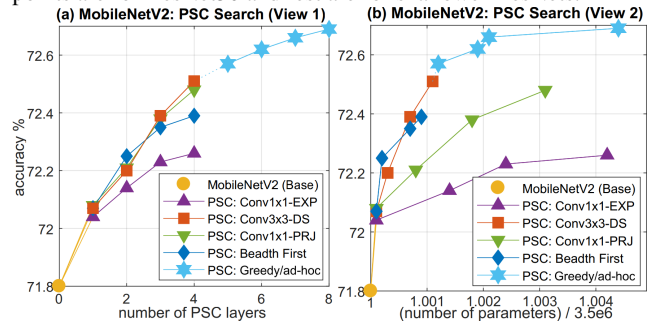 (a) MobileNetV2: PSC Search (View 1)
72.6
72.4
72.2
72
71.8
accuracy %
0 2 4 6 8
number of PSC layers
MobileNetV2 (Base)
PSC: Conv1x1-EXP
PSC: Conv3x3-DS
PSC: Conv1x1-PRJ
PSC: Beadth First
PSC: Greedy/ad-hoc
(b) MobileNetV2: PSC Search (View 2)
72.6
72.4
72.2
72
71.8
1 1.001 1.002 1.003 1.004
(number of parameters) / 3.5e6
MobileNetV2 (Base)
PSC: Conv1x1-EXP
PSC: Conv3x3-DS
PSC: Conv1x1-PRJ
PSC: Beadth First
PSC: Greedy/ad-hoc